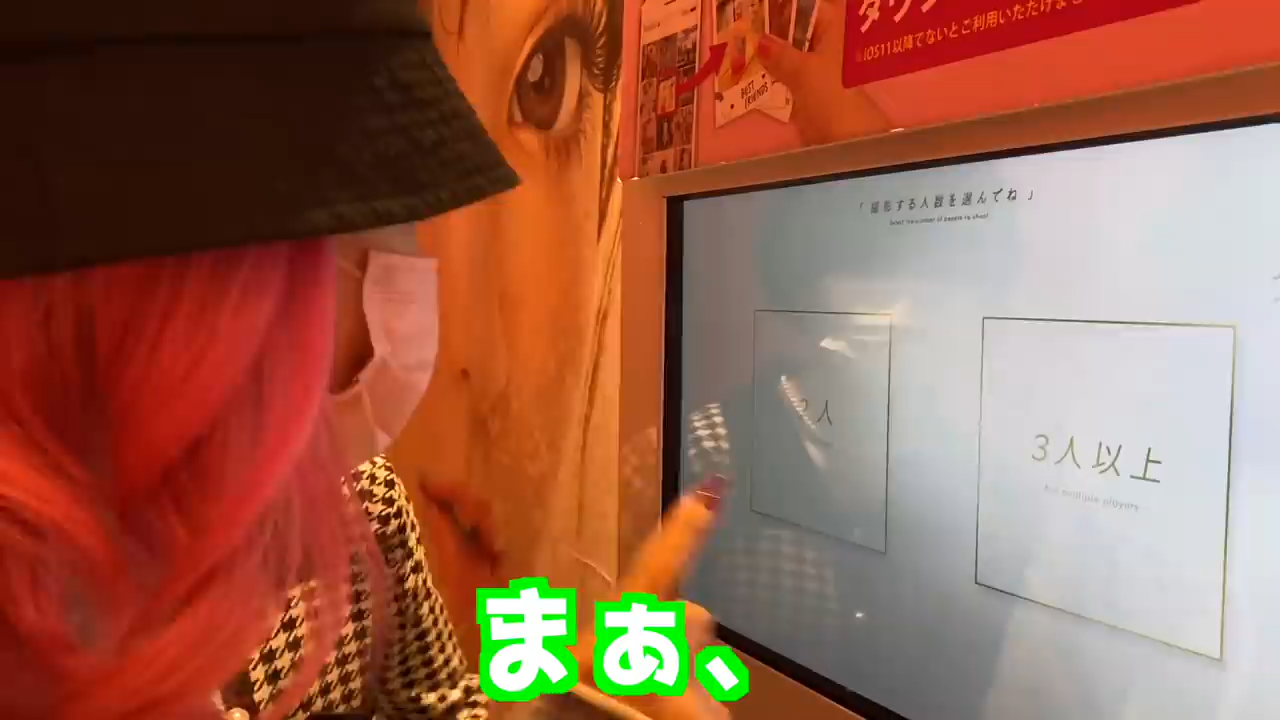 ※iOS11以降でないとご利用いただけま
BEST
FRIENDS
「 撮影する人数を選んでね 」
Select the number of people to shoot
2人
3人以上
For multiple players
まぁ、